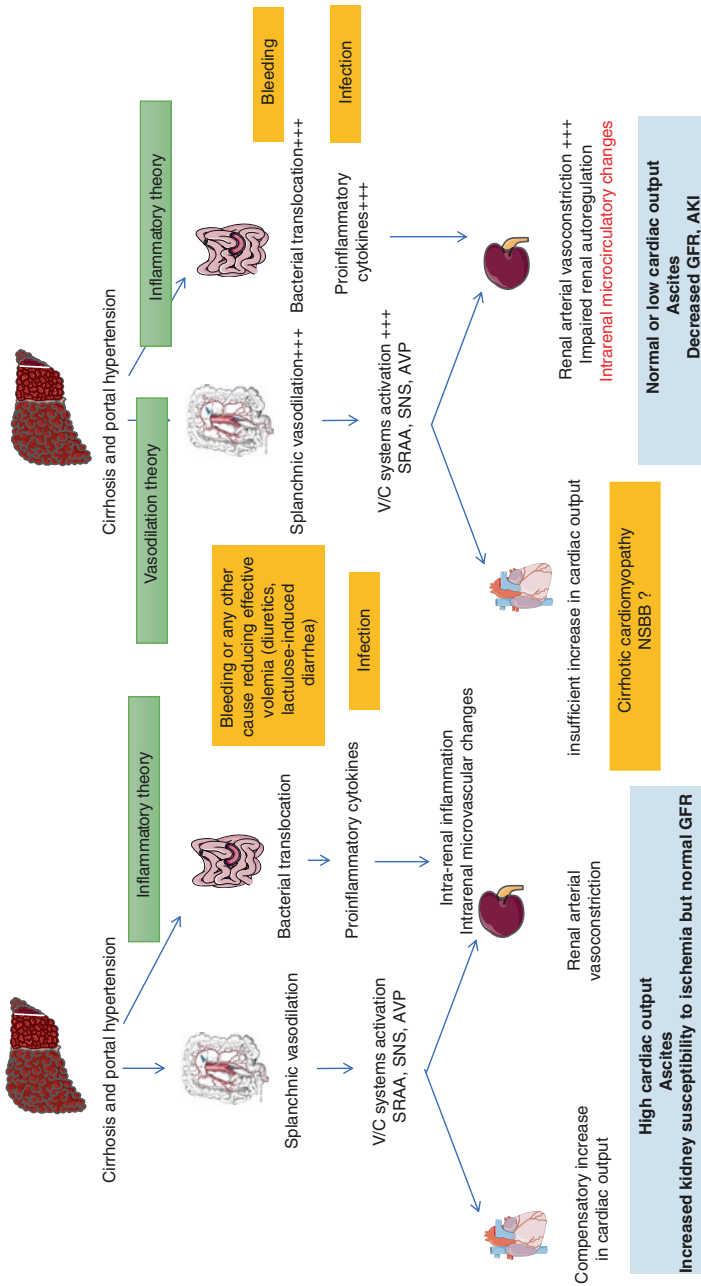 Cirrhosis and portal hypertension
Inflammatory theory
Splanchnic vasodilation
Bacterial translocation
V/C systems activation
SRAA, SNS, AVP
Proinflammatory cytokines
Intra-renal inflammation
Intrarenal microvascular changes
Compensatory increase
in cardiac output
Renal arterial
vasoconstriction
High cardiac output
Ascites
Increased kidney susceptibility to ischemia but normal GFR
Bleeding or any other
cause reducing effective
volemia (diuretics,
lactulose-induced
diarrhea)
Infection
Cirrhosis and portal hypertension
Vasodilation theory
Inflammatory theory
Splanchnic vasodilation+++
Bacterial translocation+++
Bleeding
V/C systems activation +++
SRAA, SNS, AVP
Proinflammatory
cytokines+++
Infection
insufficient increase in cardiac output
Cirrhotic cardiomyopathy
NSBB ?
Renal arterial vasoconstriction +++
Impaired renal autoregulation
Intrarenal microcirculatory changes
Normal or low cardiac output
Ascites
Decreased GFR, AKI